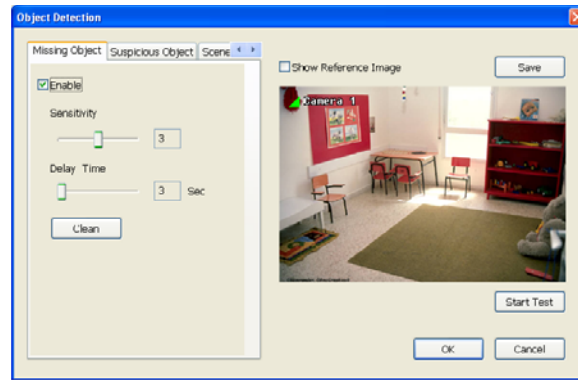 Object Detection
Missing Object
Suspicious Object
Scene
Enable
Sensitivity
3
Delay Time
3 Sec
Clean
Show Reference Image
Save
Camera 1
Start Test
OK
Cancel